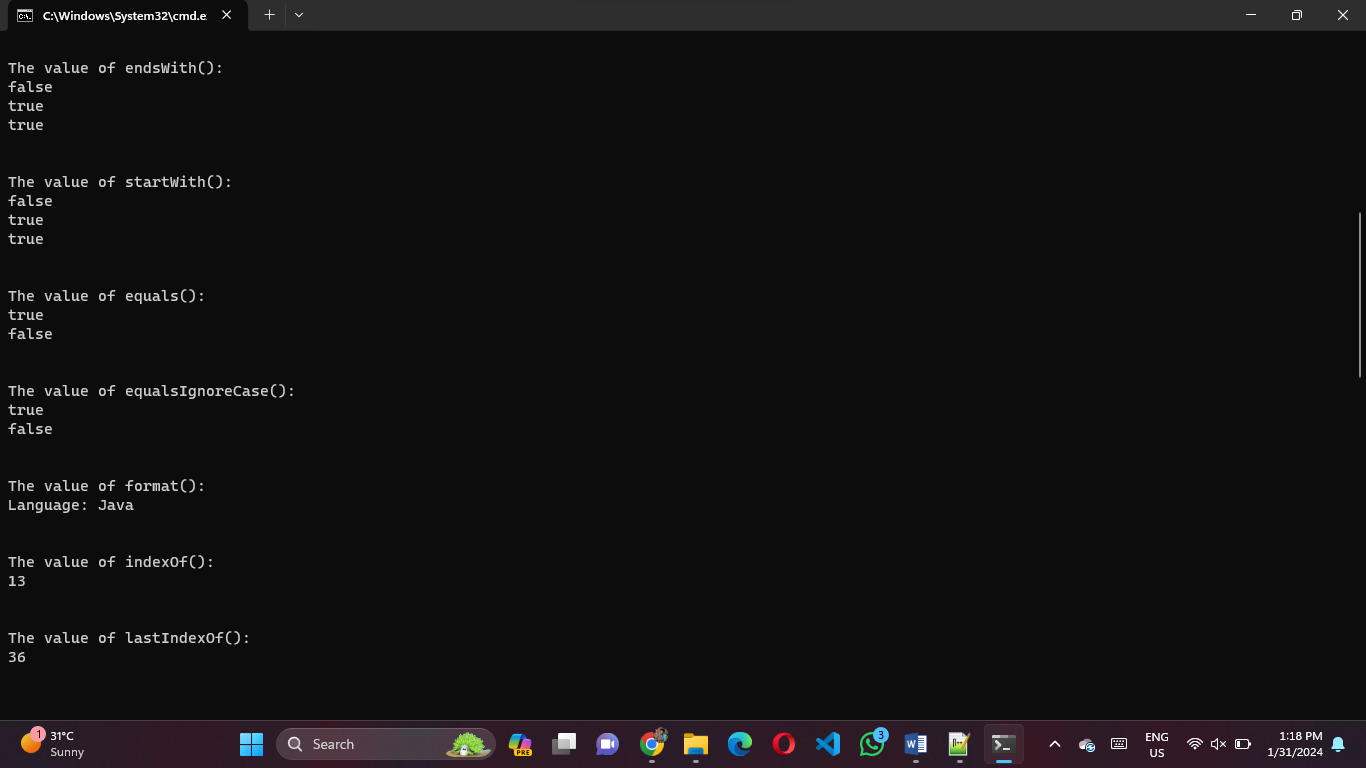 C:\Windows\System32\cmd.e
The value of endsWith():
false
true
true
The value of startWith():
false
true
true
The value of equals():
true
false
The value of equalsIgnoreCase():
true
false
The value of format():
Language: Java
The value of indexOf():
13
The value of lastIndexOf():
36
1
31°C
Sunny
Search
PRE
3
ENG
US
1:18 PM
1/31/2024